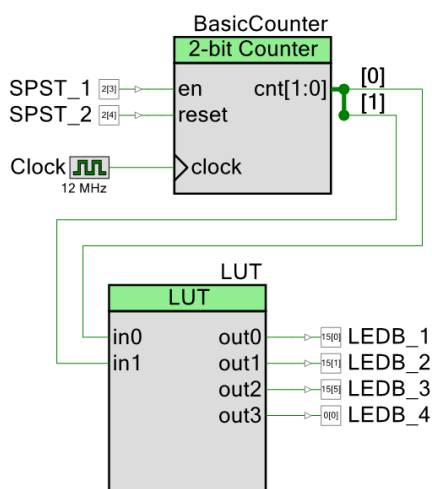 BasicCounter
2-bit Counter
SPST_1 2[3] en cnt[1:0] [0]
SPST_2 2[4] reset [1]
Clock clock
12 MHz
LUT
LUT
in0 out0 15[0] LEDB_1
in1 out1 15[1] LEDB_2
out2 15[5] LEDB_3
out3 0[0] LEDB_4